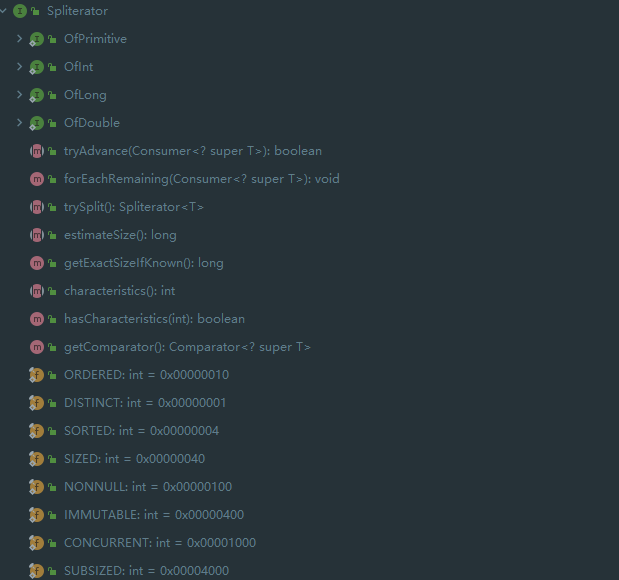 Spliterator
OfPrimitive
OfInt
OfLong
OfDouble
tryAdvance(Consumer<? super T>): boolean
forEachRemaining(Consumer<? super T>): void
trySplit(): Spliterator<T>
estimateSize(): long
getExactSizeIfKnown(): long
characteristics(): int
hasCharacteristics(int): boolean
getComparator(): Comparator<? super T>
ORDERED: int = 0x00000010
DISTINCT: int = 0x00000001
SORTED: int = 0x00000004
SIZED: int = 0x00000040
NONNULL: int = 0x00000100
IMMUTABLE: int = 0x00000400
CONCURRENT: int = 0x00001000
SUBSIZED: int = 0x00004000